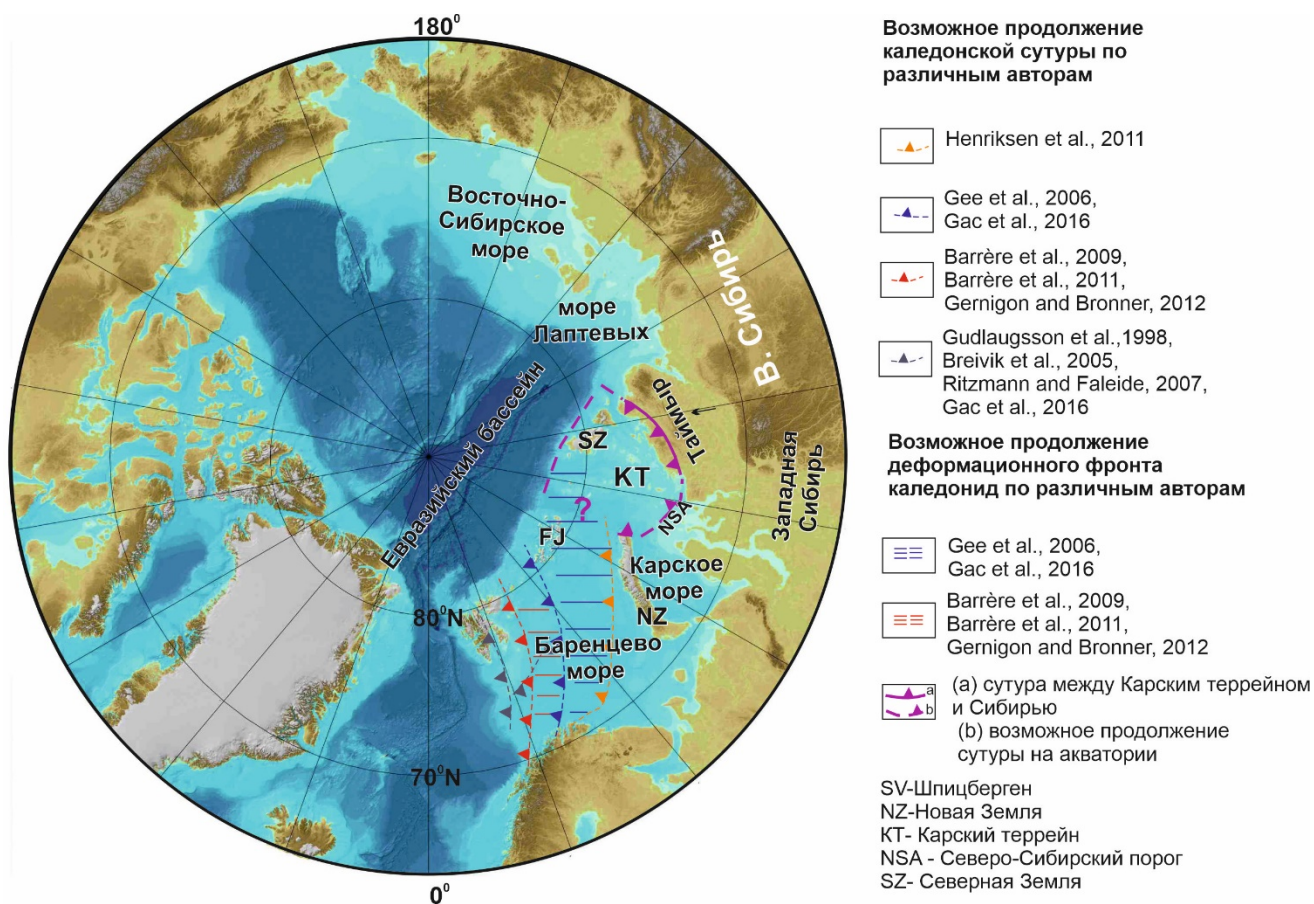 180⁰
Восточно-
Сибирское
море
море
Лаптевых
В. Сибирь
Евразийский бассейн
Таймыр
SZ
KT
Западная
Сибирь
?
NSA
FJ
Карское
море
NZ
80⁰N
Баренцево
море
70⁰N
0⁰
Возможное продолжение
каледонской сутуры по
различным авторам
Henriksen et al., 2011
Gee et al., 2006,
Gac et al., 2016
Barrère et al., 2009,
Barrère et al., 2011,
Gernigon and Bronner, 2012
Gudlaugsson et al.,1998,
Breivik et al., 2005,
Ritzmann and Faleide, 2007,
Gac et al., 2016
Возможное продолжение
деформационного фронта
каледонид по различным авторам
Gee et al., 2006,
Gac et al., 2016
Barrère et al., 2009,
Barrère et al., 2011,
Gernigon and Bronner, 2012
a
b
(a) сутура между Карским террейном
и Сибирью
(b) возможное продолжение
сутуры на акватории
SV-Шпицберген
NZ-Новая Земля
КТ- Карский террейн
NSA - Северо-Сибирский порог
SZ- Северная Земля